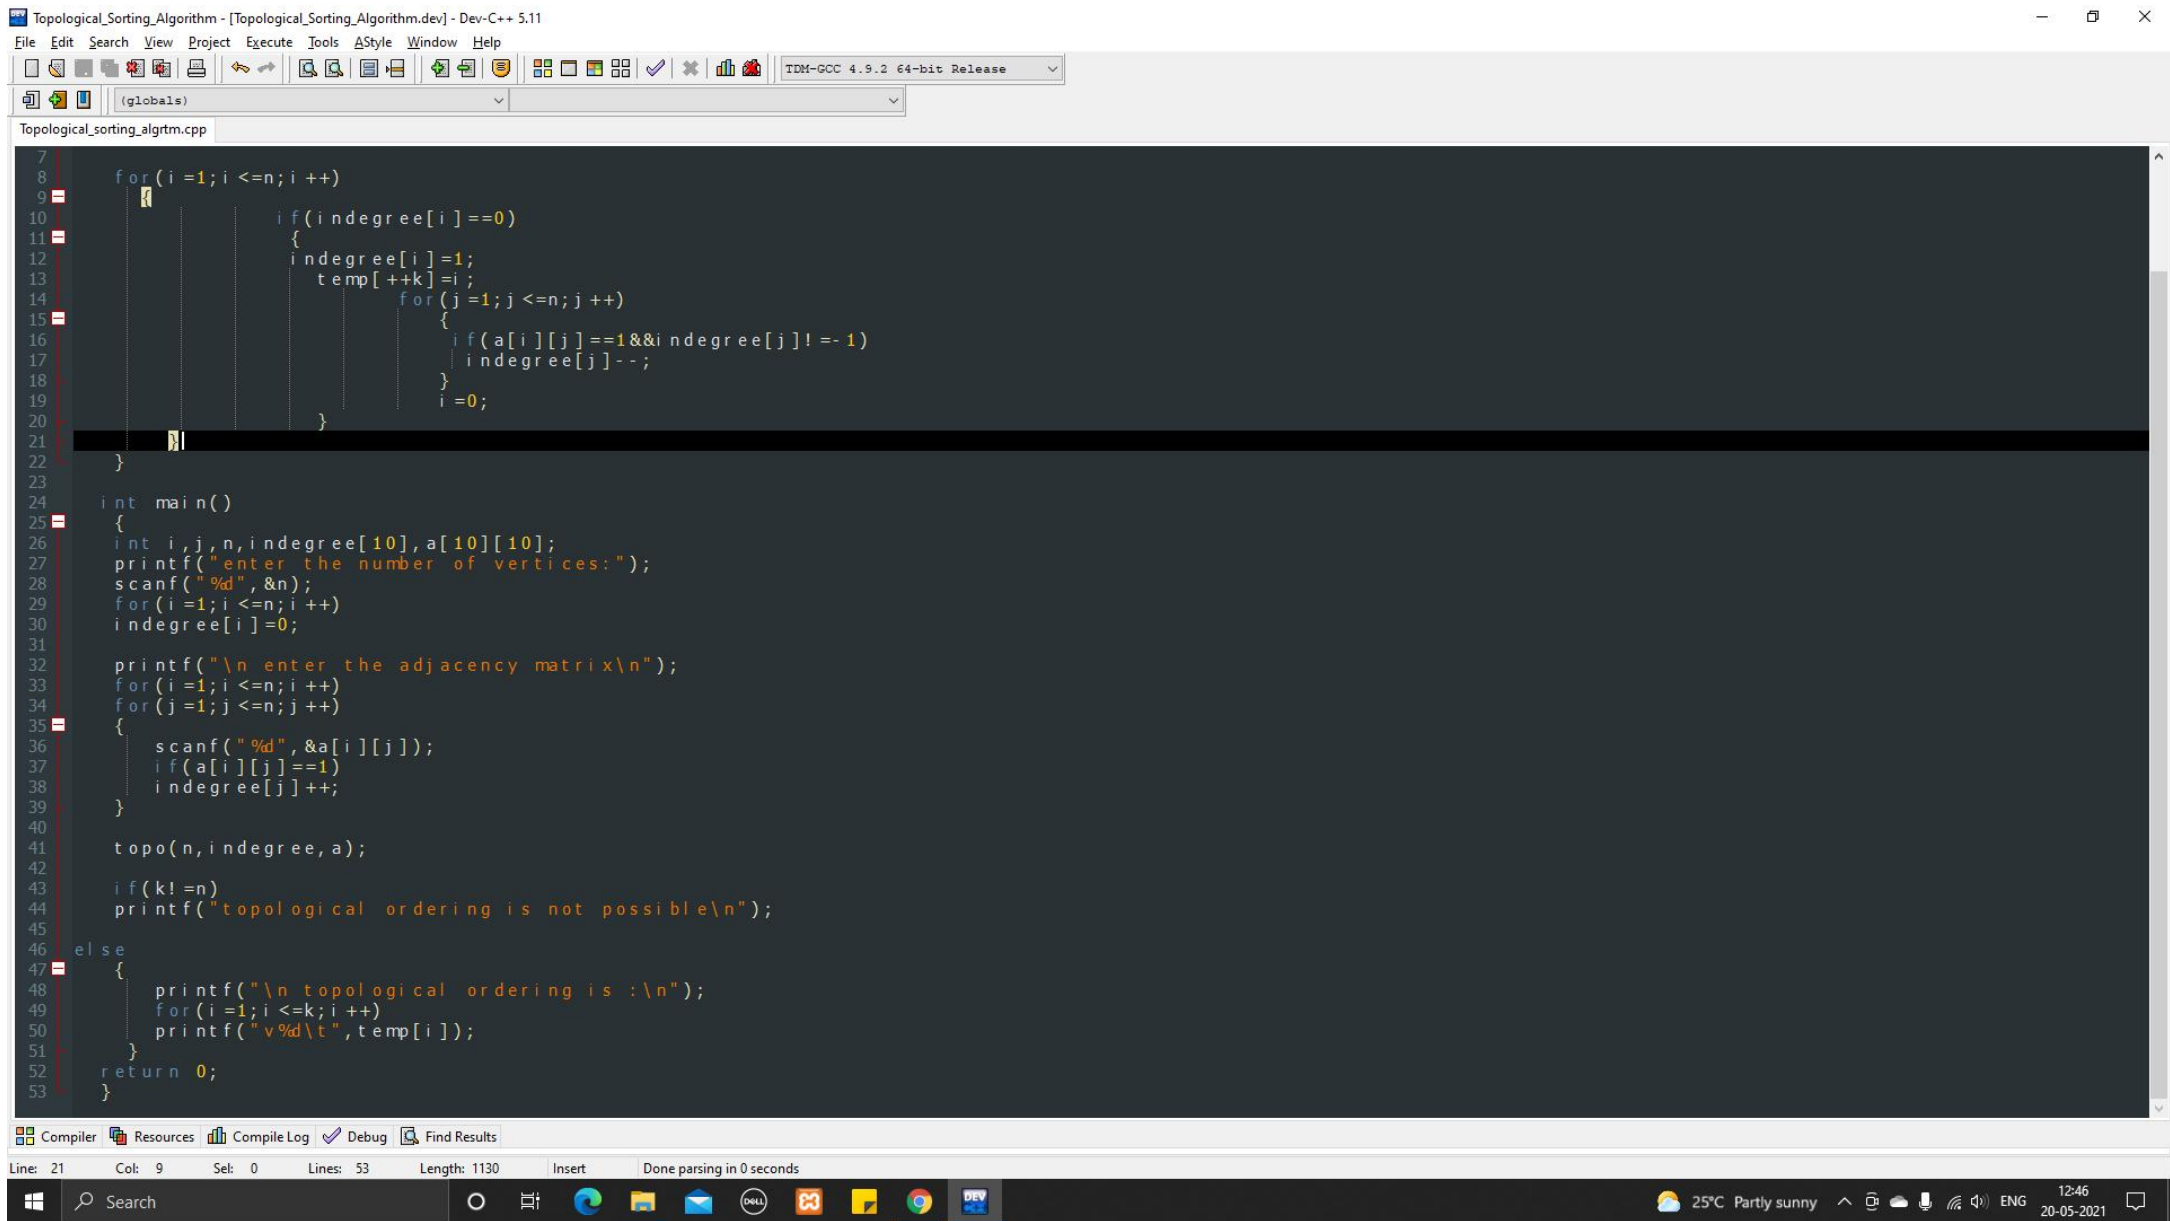 Topological_Sorting_Algorithm - [Topological_Sorting_Algorithm.dev] - Dev-C++ 5.11
File Edit Search View Project Execute Tools AStyle Window Help
TDM-GCC 4.9.2 64-bit Release
(globals)
Topological_sorting_algrtm.cpp
7
8 for(i=1;i<=n;i++)
9 {
10 if(indegree[i]==0)
11 {
12 indegree[i]=1;
13 temp[++k]=i;
14 for(j=1;j<=n;j++)
15 {
16 if(a[i][j]==1&&indegree[j]!=-1)
17 indegree[j]--;
18 }
19 i=0;
20 }
21 }
22 }
23
24 int main()
25 {
26 int i,j,n,indegree[10],a[10][10];
27 printf("enter the number of vertices:");
28 scanf("%d",&n);
29 for(i=1;i<=n;i++)
30 indegree[i]=0;
31
32 printf("\n enter the adjacency matrix\n");
33 for(i=1;i<=n;i++)
34 for(j=1;j<=n;j++)
35 {
36 scanf("%d",&a[i][j]);
37 if(a[i][j]==1)
38 indegree[j]++;
39 }
40
41 topo(n,indegree,a);
42
43 if(k!=n)
44 printf("topological ordering is not possible\n");
45
46 else
47 {
48 printf("\n topological ordering is :\n");
49 for(i=1;i<=k;i++)
50 printf("v%d\t",temp[i]);
51 }
52 return 0;
53 }
Compiler Resources Compile Log Debug Find Results
Line: 21 Col: 9 Sel: 0 Lines: 53 Length: 1130 Insert Done parsing in 0 seconds
Search DELL DEV 25°C Partly sunny ENG 12:46
20-05-2021